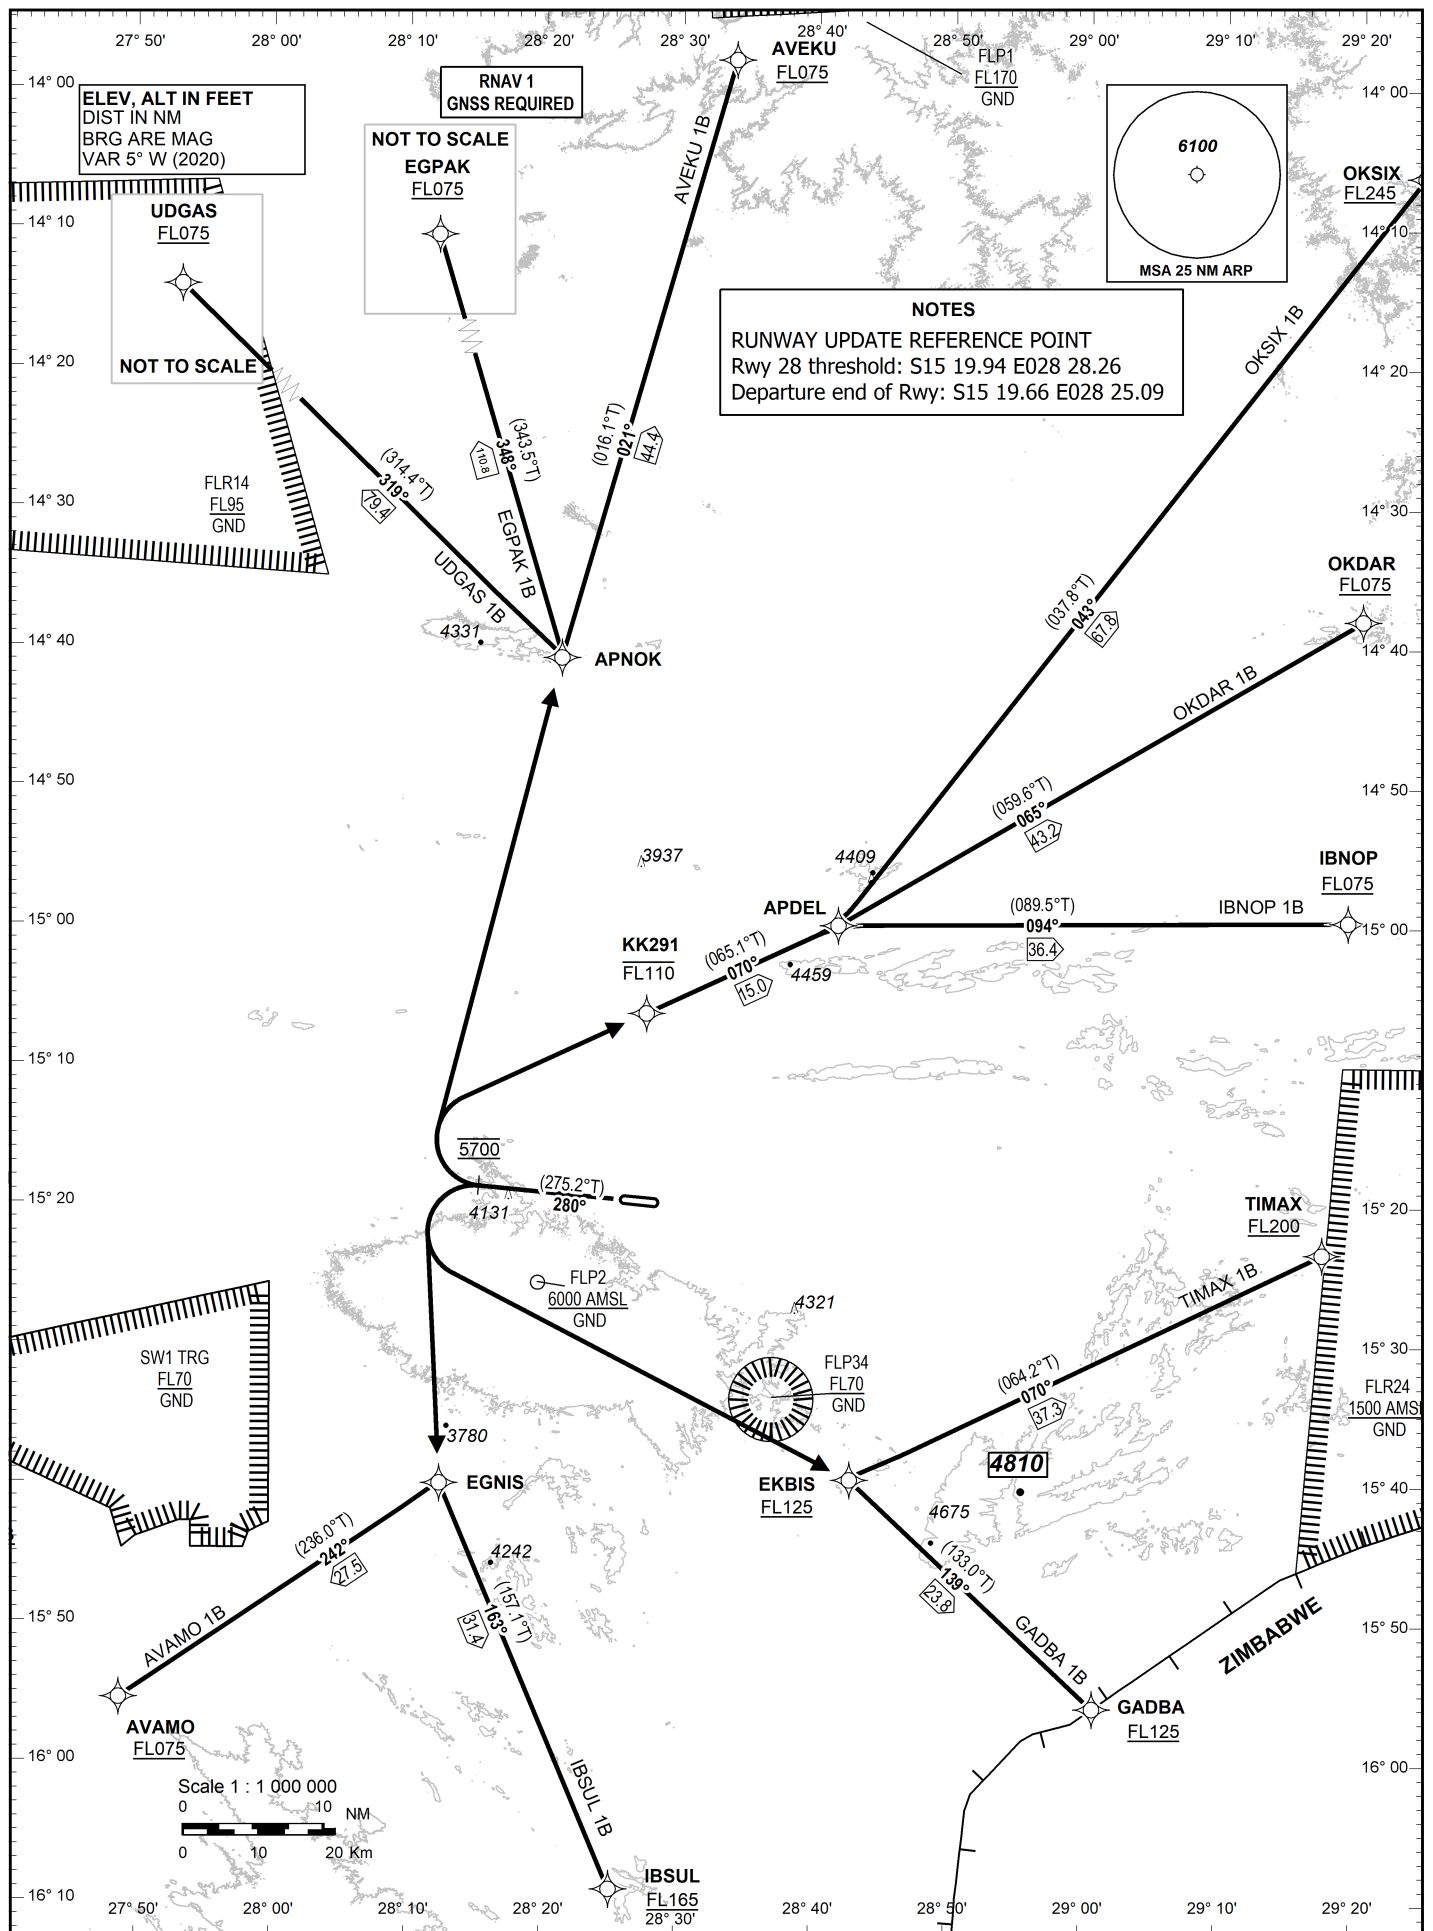 27° 50'
28° 00'
28° 10'
28° 20'
28° 30'
28° 40'
28° 50'
29° 00'
29° 10'
29° 20'
14° 00'
14° 10'
14° 20'
14° 30'
14° 40'
14° 50'
15° 00'
15° 10'
15° 20'
15° 50'
16° 00'
16° 10'
14° 00'
14° 10'
14° 20'
14° 30'
14° 40'
14° 50'
15° 00'
15° 20'
15° 30'
15° 40'
15° 50'
16° 00'
ELEV, ALT IN FEET
DIST IN NM
BRG ARE MAG
VAR 5° W (2020)
RNAV 1
GNSS REQUIRED
NOT TO SCALE
EGPAK
FL075
UDGAS
FL075
NOT TO SCALE
AVEKU
FL075
AVEKU 1B
FLP1
FL170
GND
6100
MSA 25 NM ARP
OKSIX
FL245
NOTES
RUNWAY UPDATE REFERENCE POINT
Rwy 28 threshold: S15 19.94 E028 28.26
Departure end of Rwy: S15 19.66 E028 25.09
OKSIX 1B
(016.1°T)
021°
44.4
(343.5°T)
348°
110.8
EGPAK 1B
(314.4°T)
319°
79.4
UDGAS 1B
FLR14
FL95
GND
4331
APNOK
OKDAR
FL075
(037.8°T)
043°
67.8
OKDAR 1B
(059.6°T)
065°
43.2
3937
4409
IBNOP
FL075
IBNOP 1B
(089.5°T)
094°
36.4
APDEL
KK291
FL110
(065.1°T)
070°
15.0
4459
5700
(275.2°T)
280°
4131
TIMAX
FL200
TIMAX 1B
(064.2°T)
070°
37.3
FLP2
6000 AMSL
GND
4321
FLP34
FL70
GND
SW1 TRG
FL70
GND
FLR24
1500 AMSL
GND
3780
EGNIS
EKBIS
FL125
4810
4675
(133.0°T)
139°
23.8
GADBA 1B
GADBA
FL125
ZIMBABWE
(236.0°T)
242°
27.5
AVAMO 1B
AVAMO
FL075
4242
(157.1°T)
163°
31.4
IBSUL 1B
IBSUL
FL165
Scale 1 : 1 000 000
0 10 NM
0 10 20 Km
27° 50'
28° 00'
28° 10'
28° 20'
28° 30'
28° 40'
28° 50'
29° 00'
29° 10'
29° 20'